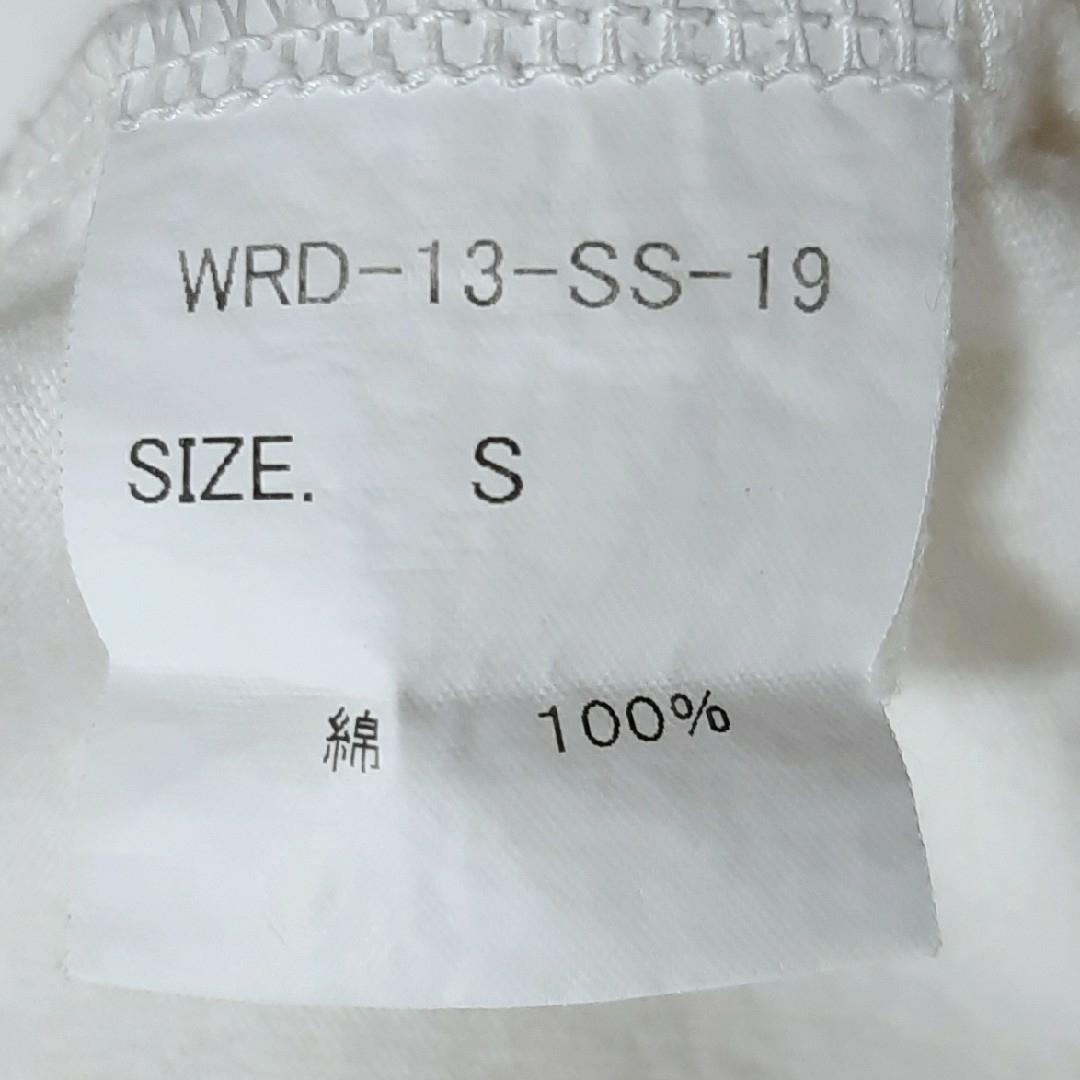 WRD-13-SS-19
SIZE. S
綿 100%